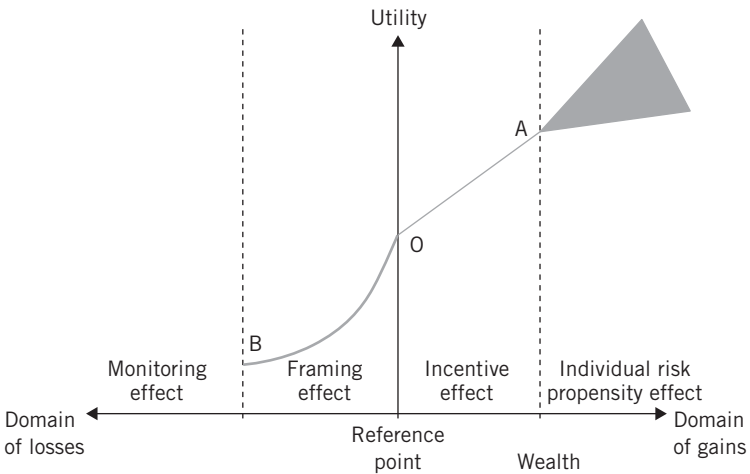 Utility
A
O
B
Monitoring
effect
Framing
effect
Incentive
effect
Individual risk
propensity effect
Domain
of losses
Reference
point
Wealth
Domain
of gains